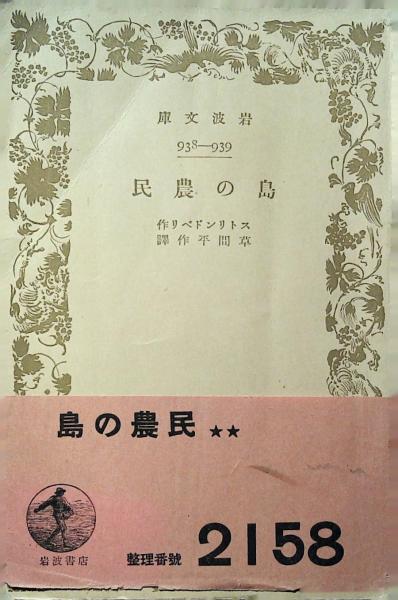 岩波文庫
938—939
島の農民
ストリンドベリ作
草間平作譯
島の農民 ★★
岩波書店
整理番號 2158